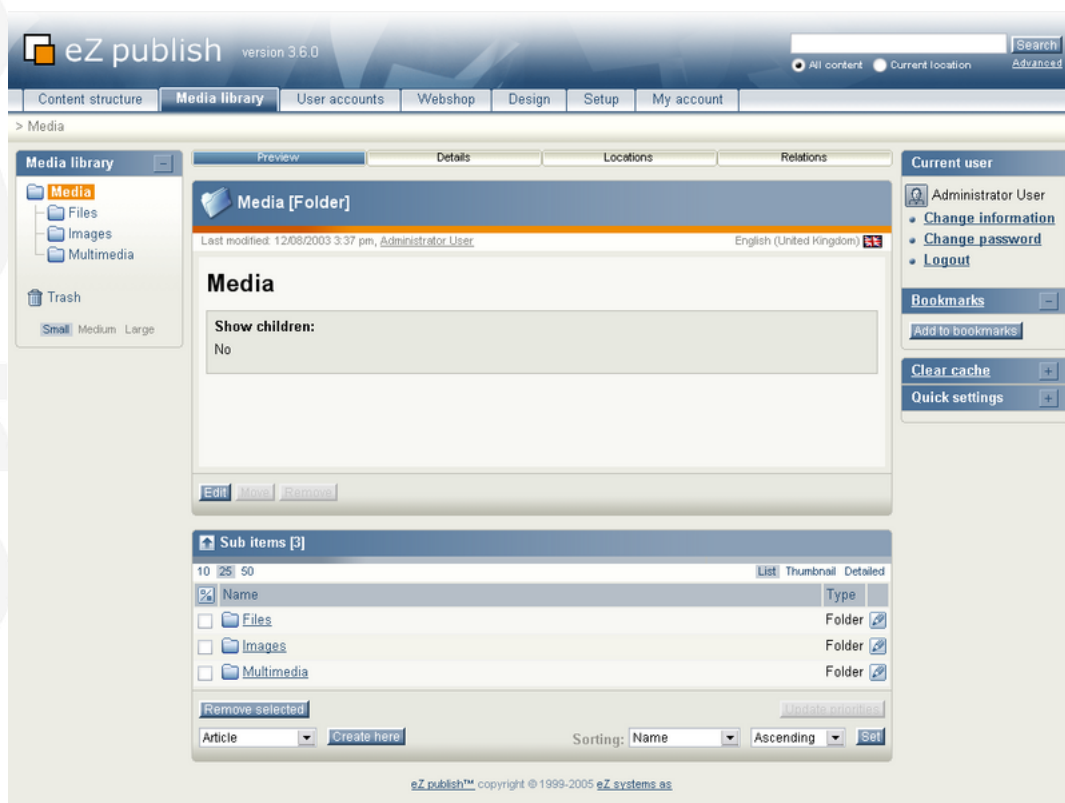 eZ publish version 3.6.0
Search
All content Current location Advanced
Content structure Media library User accounts Webshop Design Setup My account
> Media
Media library
Media
Files
Images
Multimedia
Trash
Small Medium Large
Preview Details Locations Relations
Media [Folder]
Last modified: 12/08/2003 3:37 pm, Administrator User English (United Kingdom)
Media
Show children:
No
Edit Move Remove
Sub items [3]
10 25 50 List Thumbnail Detailed
Name Type
Files Folder
Images Folder
Multimedia Folder
Remove selected Update priorities
Article Create here Sorting: Name Ascending Set
Current user
Administrator User
Change information
Change password
Logout
Bookmarks
Add to bookmarks
Clear cache
Quick settings
eZ publish™ copyright © 1999-2005 eZ systems as